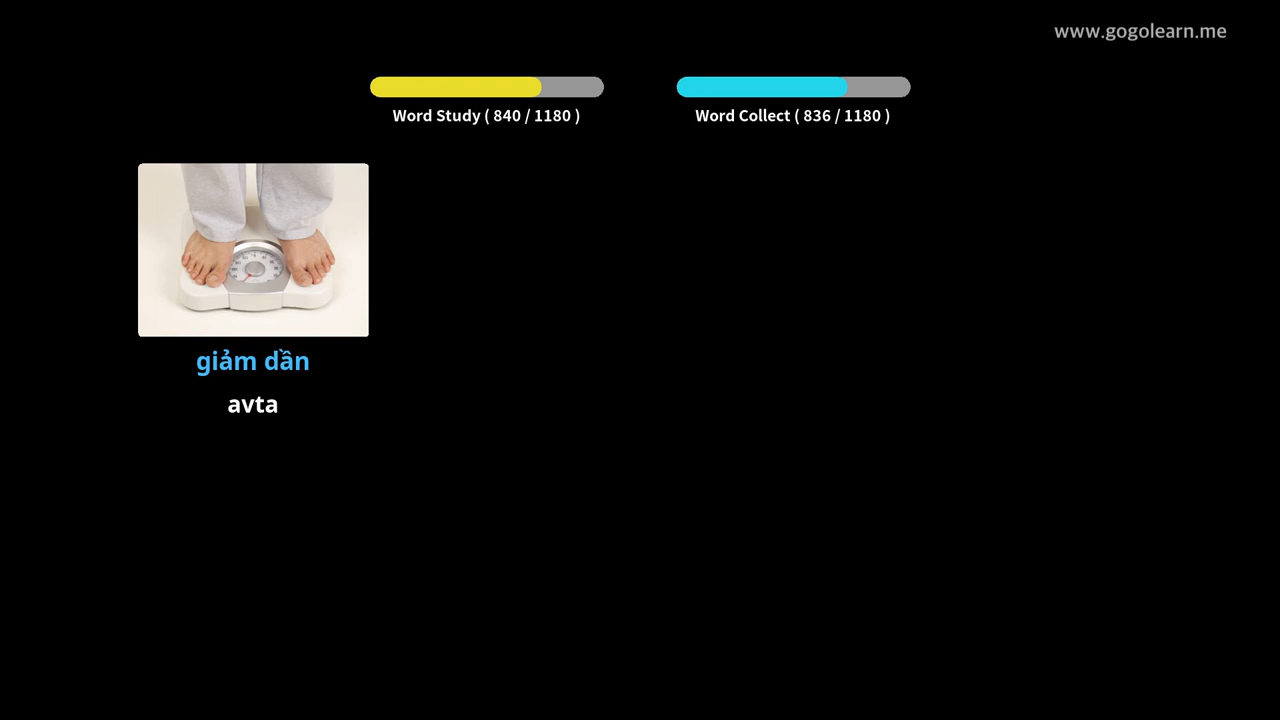 www.gogolearn.me
Word Study ( 840 / 1180 )
Word Collect ( 836 / 1180 )
giảm dần
avta